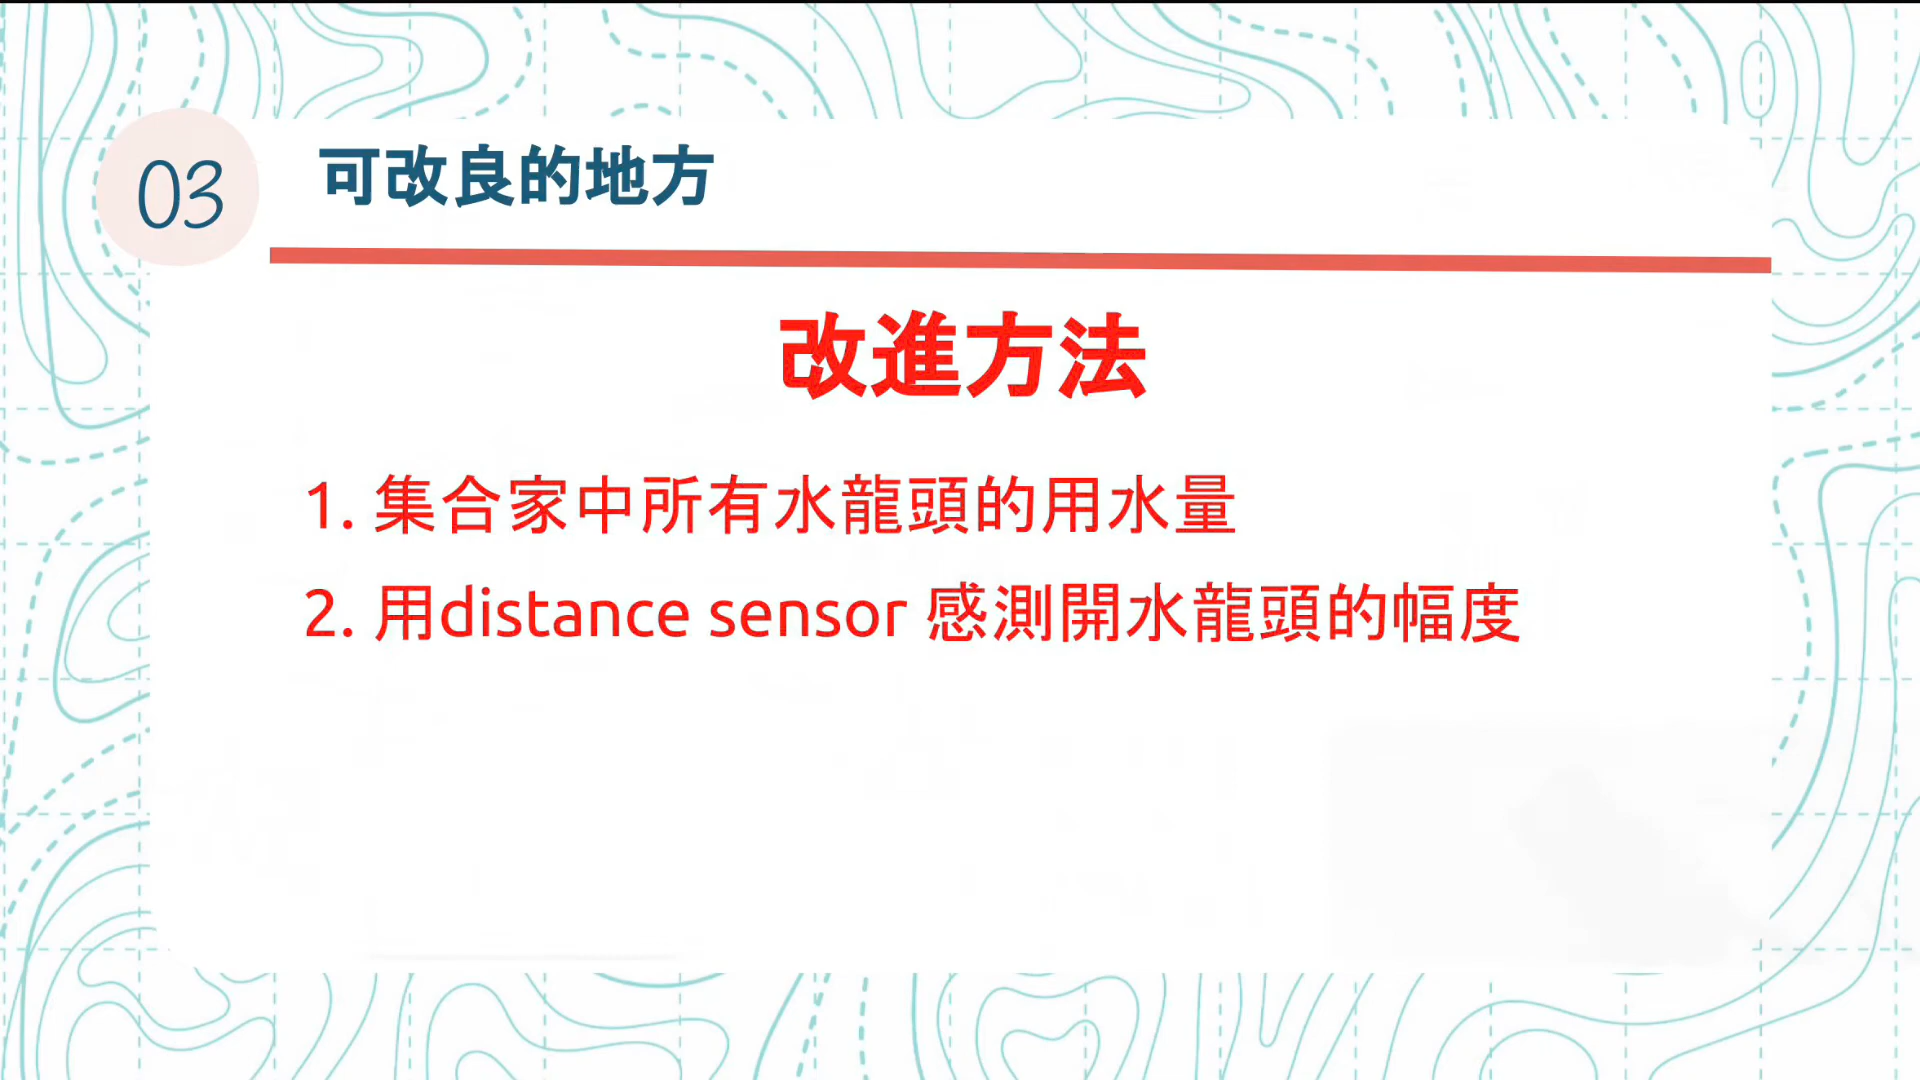 03
可改良的地方
改進方法
1. 集合家中所有水龍頭的用水量
2. 用distance sensor 感測開水龍頭的幅度